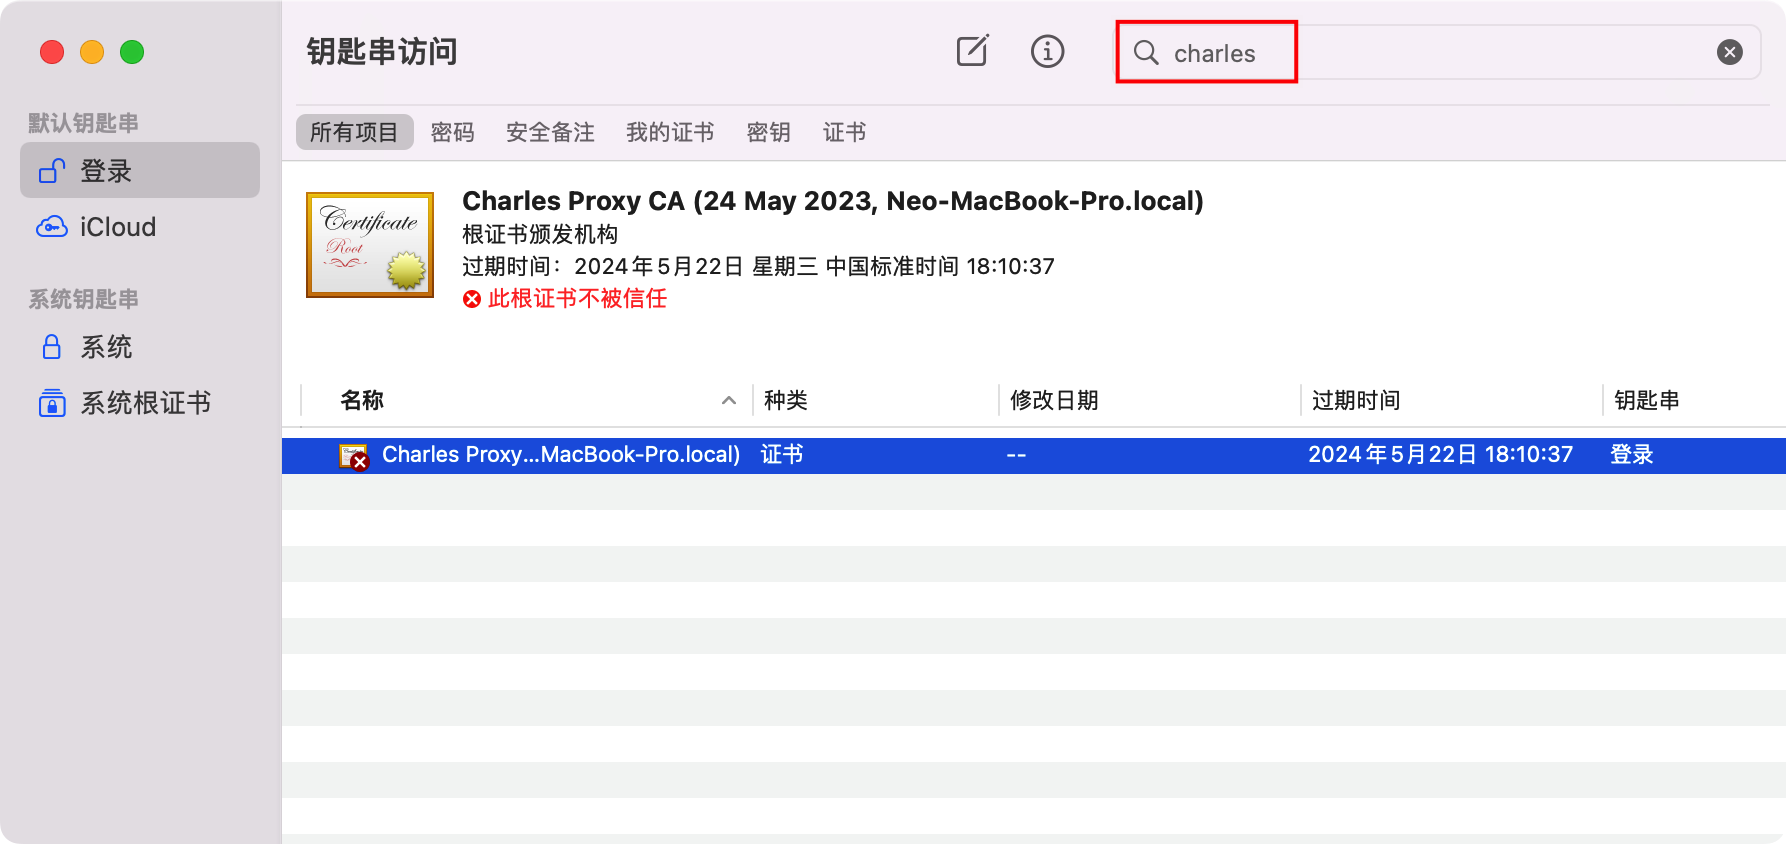 钥匙串访问
charles
默认钥匙串
登录
iCloud
系统钥匙串
系统
系统根证书
所有项目 密码 安全备注 我的证书 密钥 证书
Certificate
Root
Charles Proxy CA (24 May 2023, Neo-MacBook-Pro.local)
根证书颁发机构
过期时间：2024年5月22日 星期三 中国标准时间 18:10:37
此根证书不被信任
名称 种类 修改日期 过期时间 钥匙串
Charles Proxy...MacBook-Pro.local) 证书 -- 2024年5月22日 18:10:37 登录